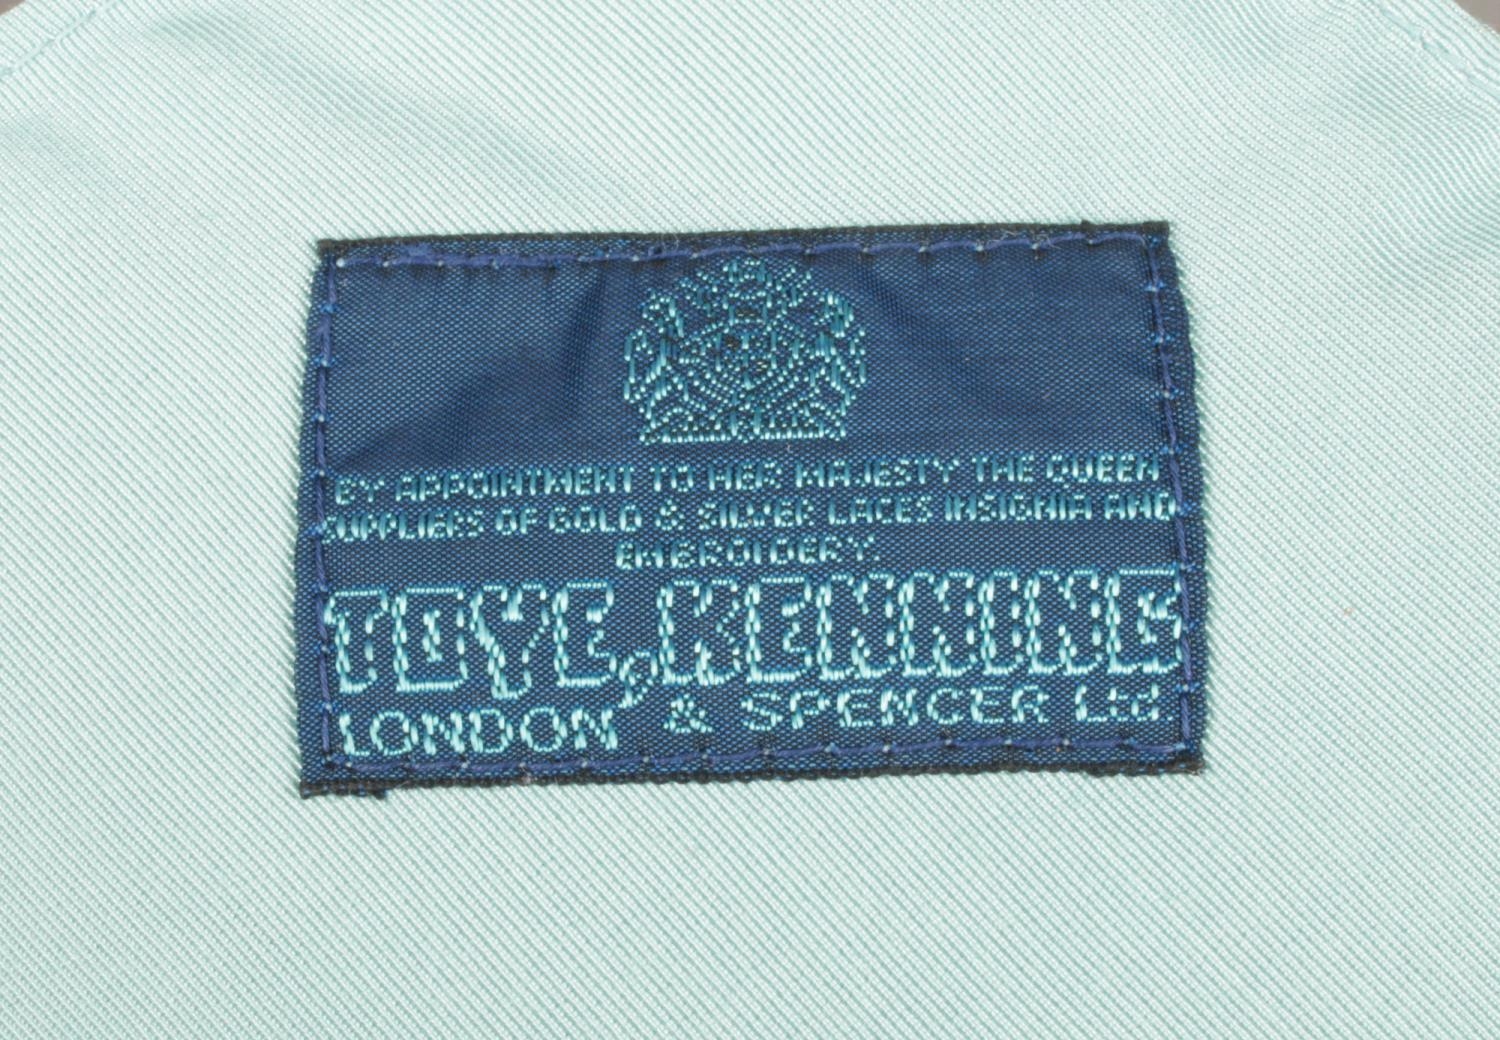 BY APPOINTMENT TO HER MAJESTY THE QUEEN
SUPPLIERS OF GOLD & SILVER LACES INSIGNIA AND
EMBROIDERY.
TOYE, KENNING
LONDON & SPENCER Ltd.